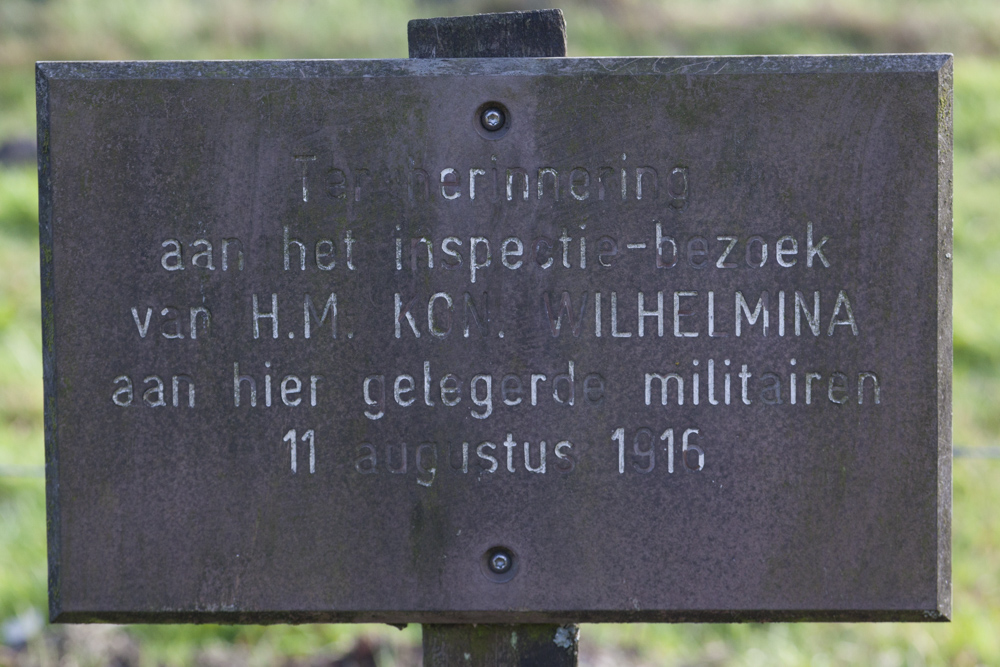 Ter herinnering
aan het inspectie-bezoek
van H.M. KON. WILHELMINA
aan hier gelegerde militairen
11 augustus 1916